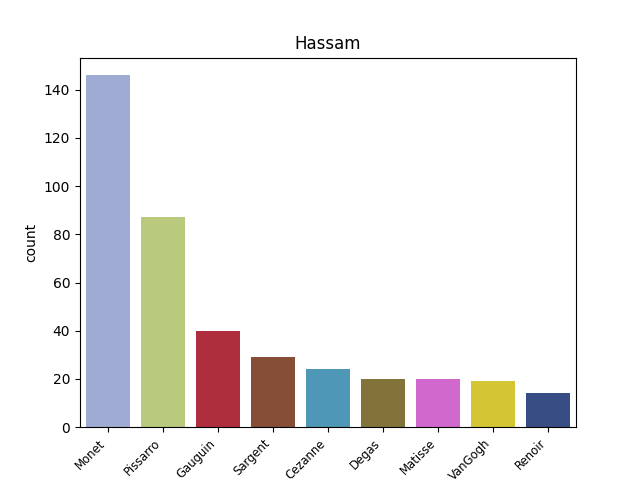 Hassam
count
140
120
100
80
60
40
20
0
Monet
Pissarro
Gauguin
Sargent
Cezanne
Degas
Matisse
VanGogh
Renoir